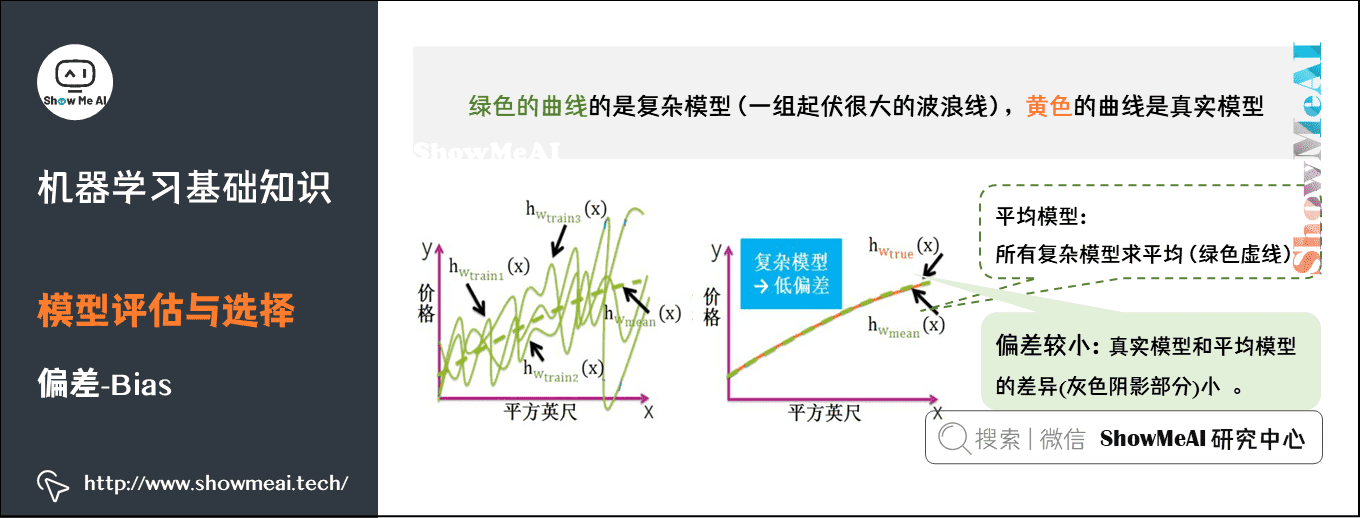 Show Me AI
机器学习基础知识
模型评估与选择
偏差-Bias
http://www.showmeai.tech/
绿色的曲线的是复杂模型(一组起伏很大的波浪线)，黄色的曲线是真实模型
ShowMeAI
ShowMeAI
h_{w_{train3}}(x)
y
h_{w_{train1}}(x)
价格
h_{w_{mean}}(x)
h_{w_{train2}}(x)
平方英尺
x
y
复杂模型
→ 低偏差
h_{w_{true}}(x)
价格
h_{w_{mean}}(x)
平方英尺
x
平均模型：
所有复杂模型求平均(绿色虚线)
偏差较小：真实模型和平均模型
的差异(灰色阴影部分)小 。
搜索 | 微信 ShowMeAI 研究中心